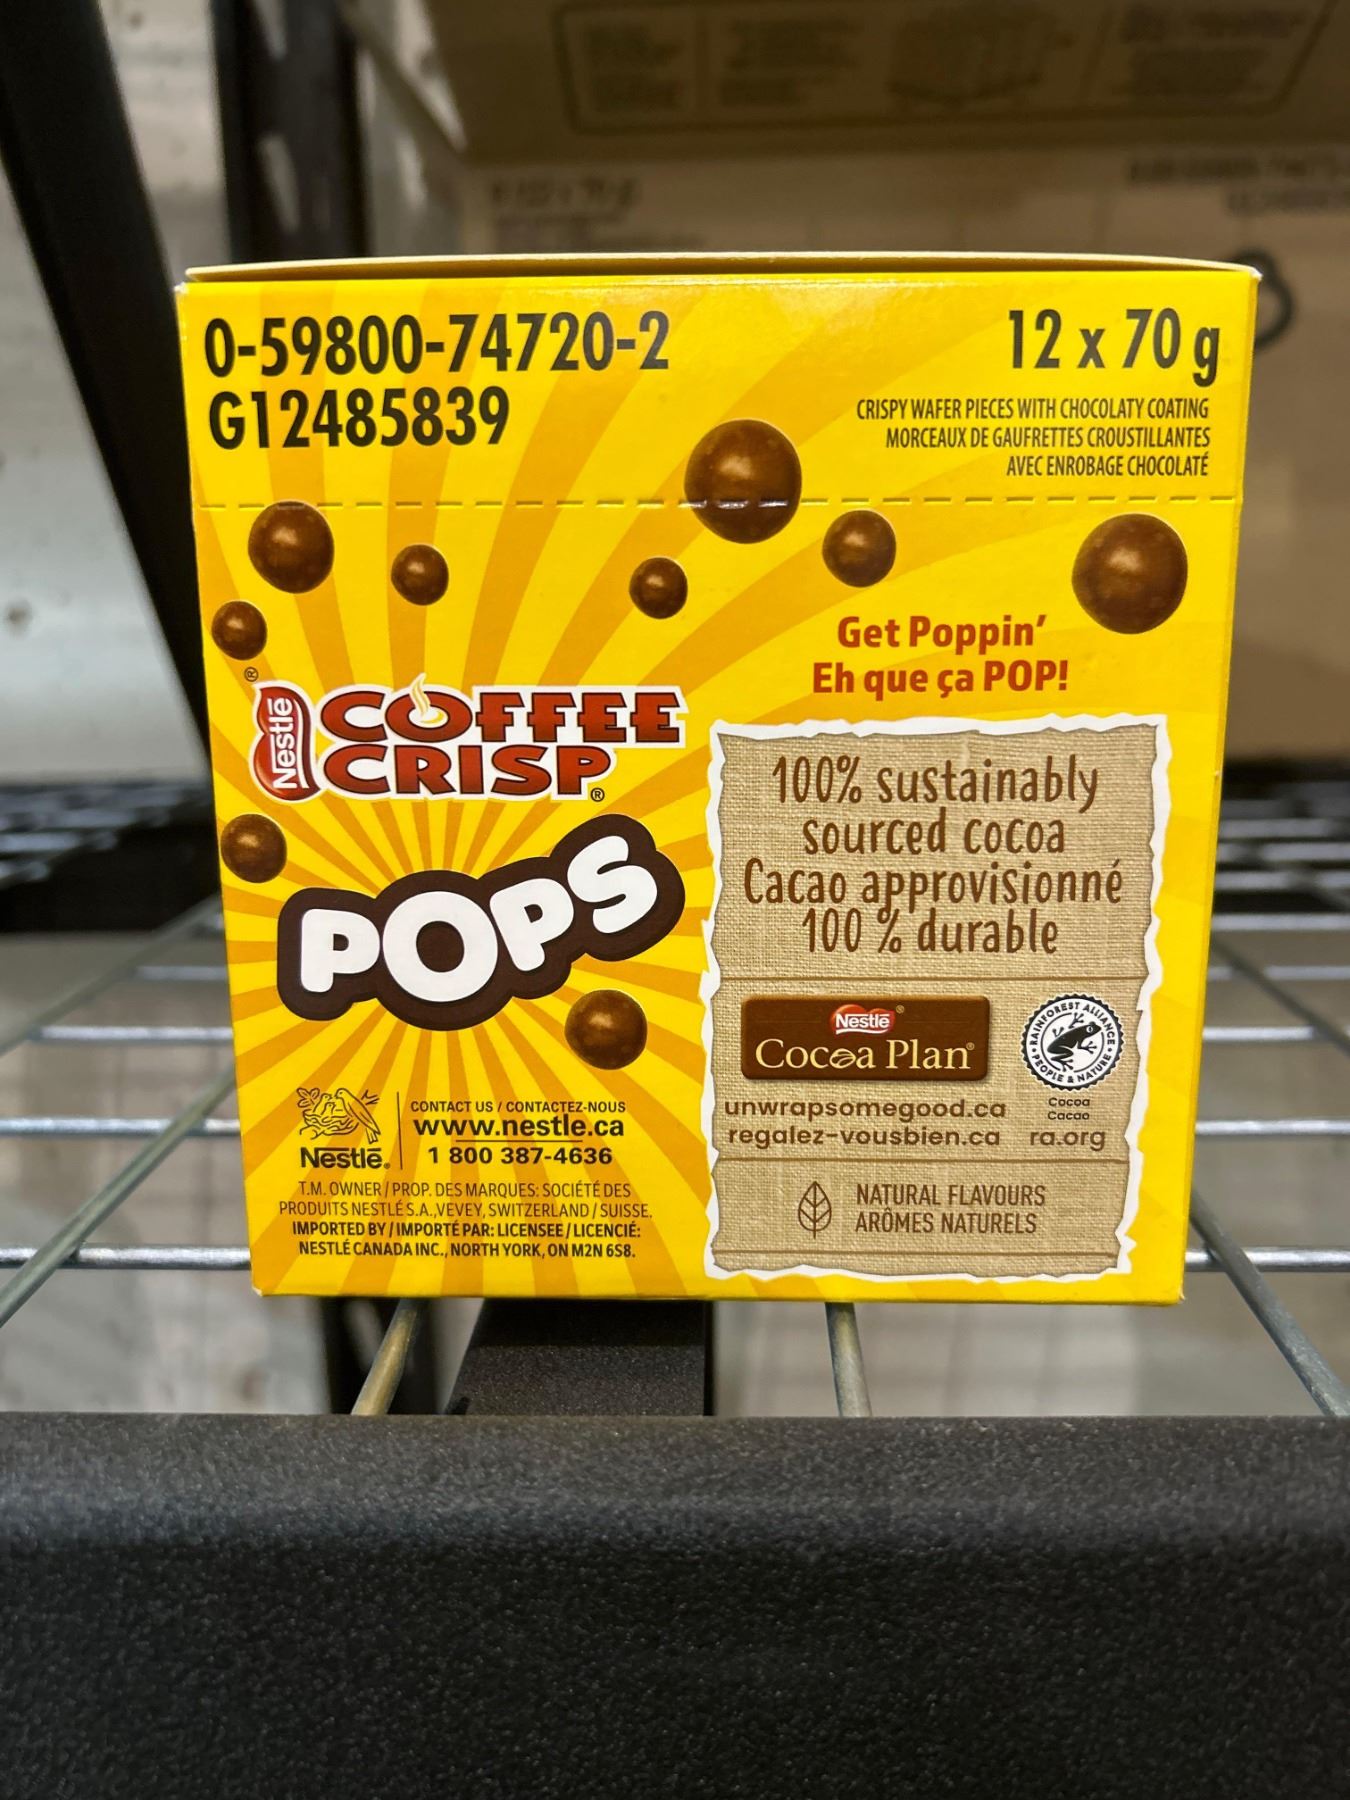 0-59800-74720-2
G12485839
12 x 70 g
CRISPY WAFER PIECES WITH CHOCOLATY COATING
MORCEAUX DE GAUFRETTES CROUSTILLANTES
AVEC ENROBAGE CHOCOLATÉ
Get Poppin'
Eh que ça POP!
Nestlé ®
COFFEE
CRISP®
POPS
100% sustainably
sourced cocoa
Cacao approvisionné
100 % durable
Nestlé®
Cocoa Plan®
RAINFOREST ALLIANCE
PEOPLE & NATURE
Cocoa
Cacao
unwrapsomegood.ca
regalez-vousbien.ca
ra.org
NATURAL FLAVOURS
ARÔMES NATURELS
Nestlé®
CONTACT US / CONTACTEZ-NOUS
www.nestle.ca
1 800 387-4636
T.M. OWNER / PROP. DES MARQUES: SOCIÉTÉ DES
PRODUITS NESTLÉ S.A.,VEVEY, SWITZERLAND / SUISSE.
IMPORTED BY / IMPORTÉ PAR: LICENSEE / LICENCIÉ:
NESTLÉ CANADA INC., NORTH YORK, ON M2N 6S8.